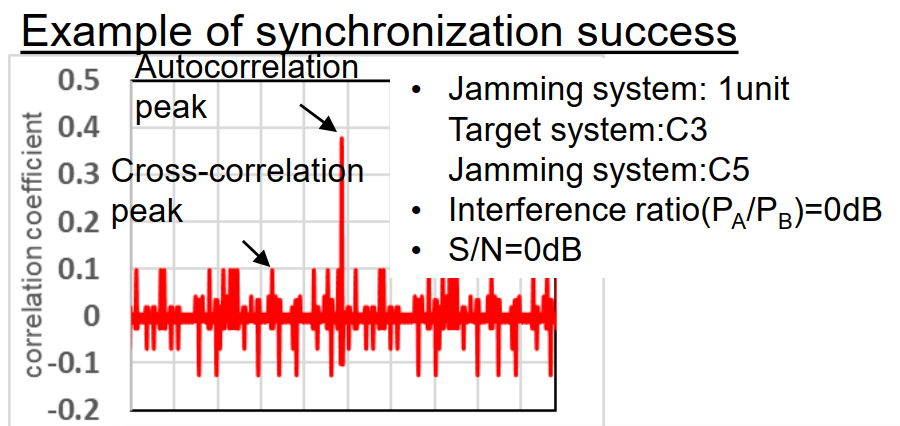 Example of synchronization success
Autocorrelation
peak
Cross-correlation
peak
correlation coefficient
0.5
0.4
0.3
0.2
0.1
0
-0.1
-0.2
• Jamming system: 1unit
Target system:C3
Jamming system:C5
• Interference ratio(PA/PB)=0dB
• S/N=0dB